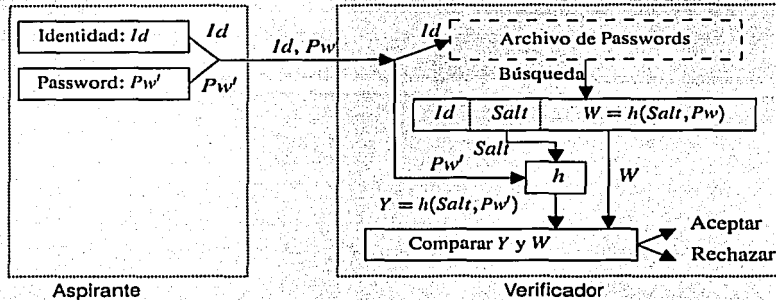 Identidad: Id
Id
Password: Pw'
Pw'
Id, Pw
Id
Archivo de Passwords
Búsqueda
Id Salt W = h(Salt, Pw)
Salt
Pw'
h
W
Y = h(Salt, Pw')
Comparar Y y W
Aceptar
Rechazar
Aspirante
Verificador